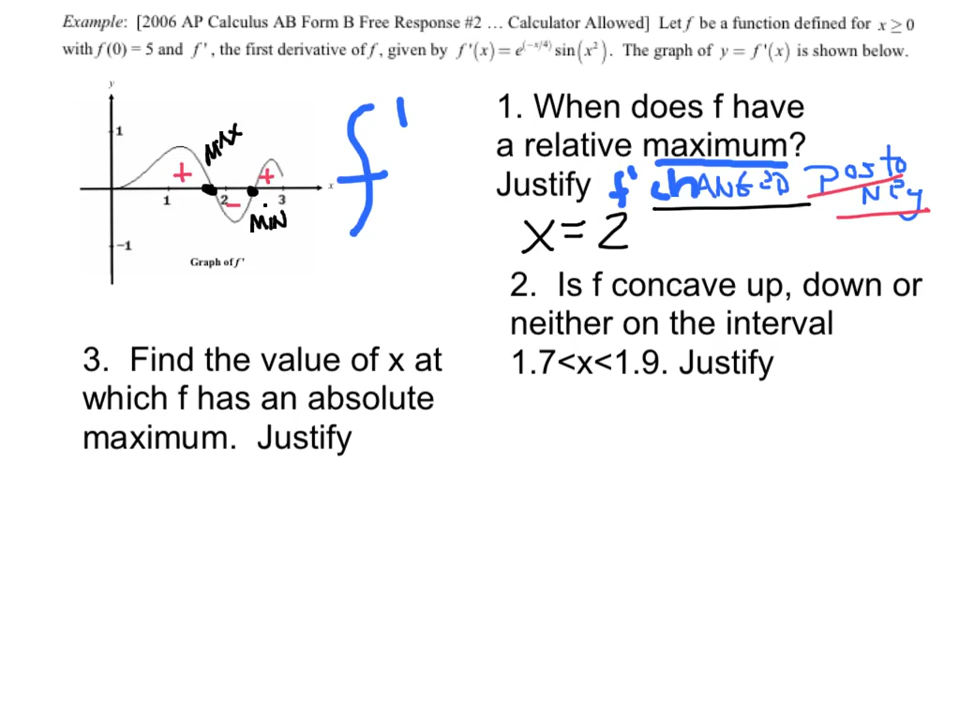 Example: [2006 AP Calculus AB Form B Free Response #2 … Calculator Allowed] Let f be a function defined for x ≥ 0
with f(0) = 5 and f', the first derivative of f, given by f'(x) = e^(−x/4) sin(x²). The graph of y = f'(x) is shown below.
y
1
MAX
+
+
x
1
2
−
3
MIN
−1
Graph of f'
f'
1. When does f have
a relative maximum?
Justify f' chANGED POS to
NEg
x=2
2. Is f concave up, down or
neither on the interval
1.7<x<1.9. Justify
3. Find the value of x at
which f has an absolute
maximum. Justify